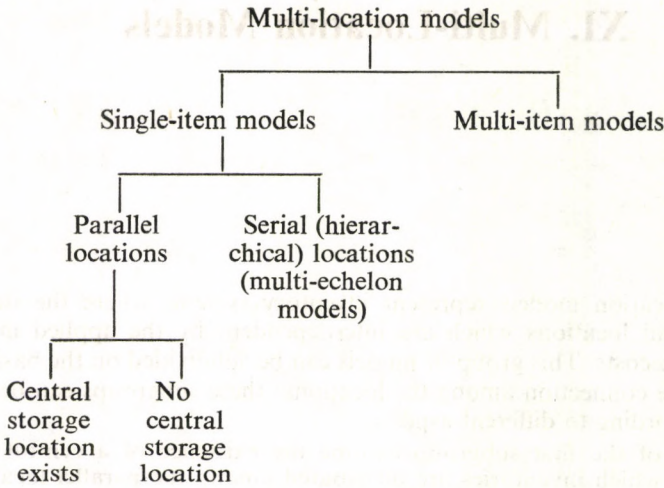 Multi-location models
Single-item models
Multi-item models
Parallel
locations
Serial (hierar-
chical) locations
(multi-echelon
models)
Central
storage
location
exists
No
central
storage
location